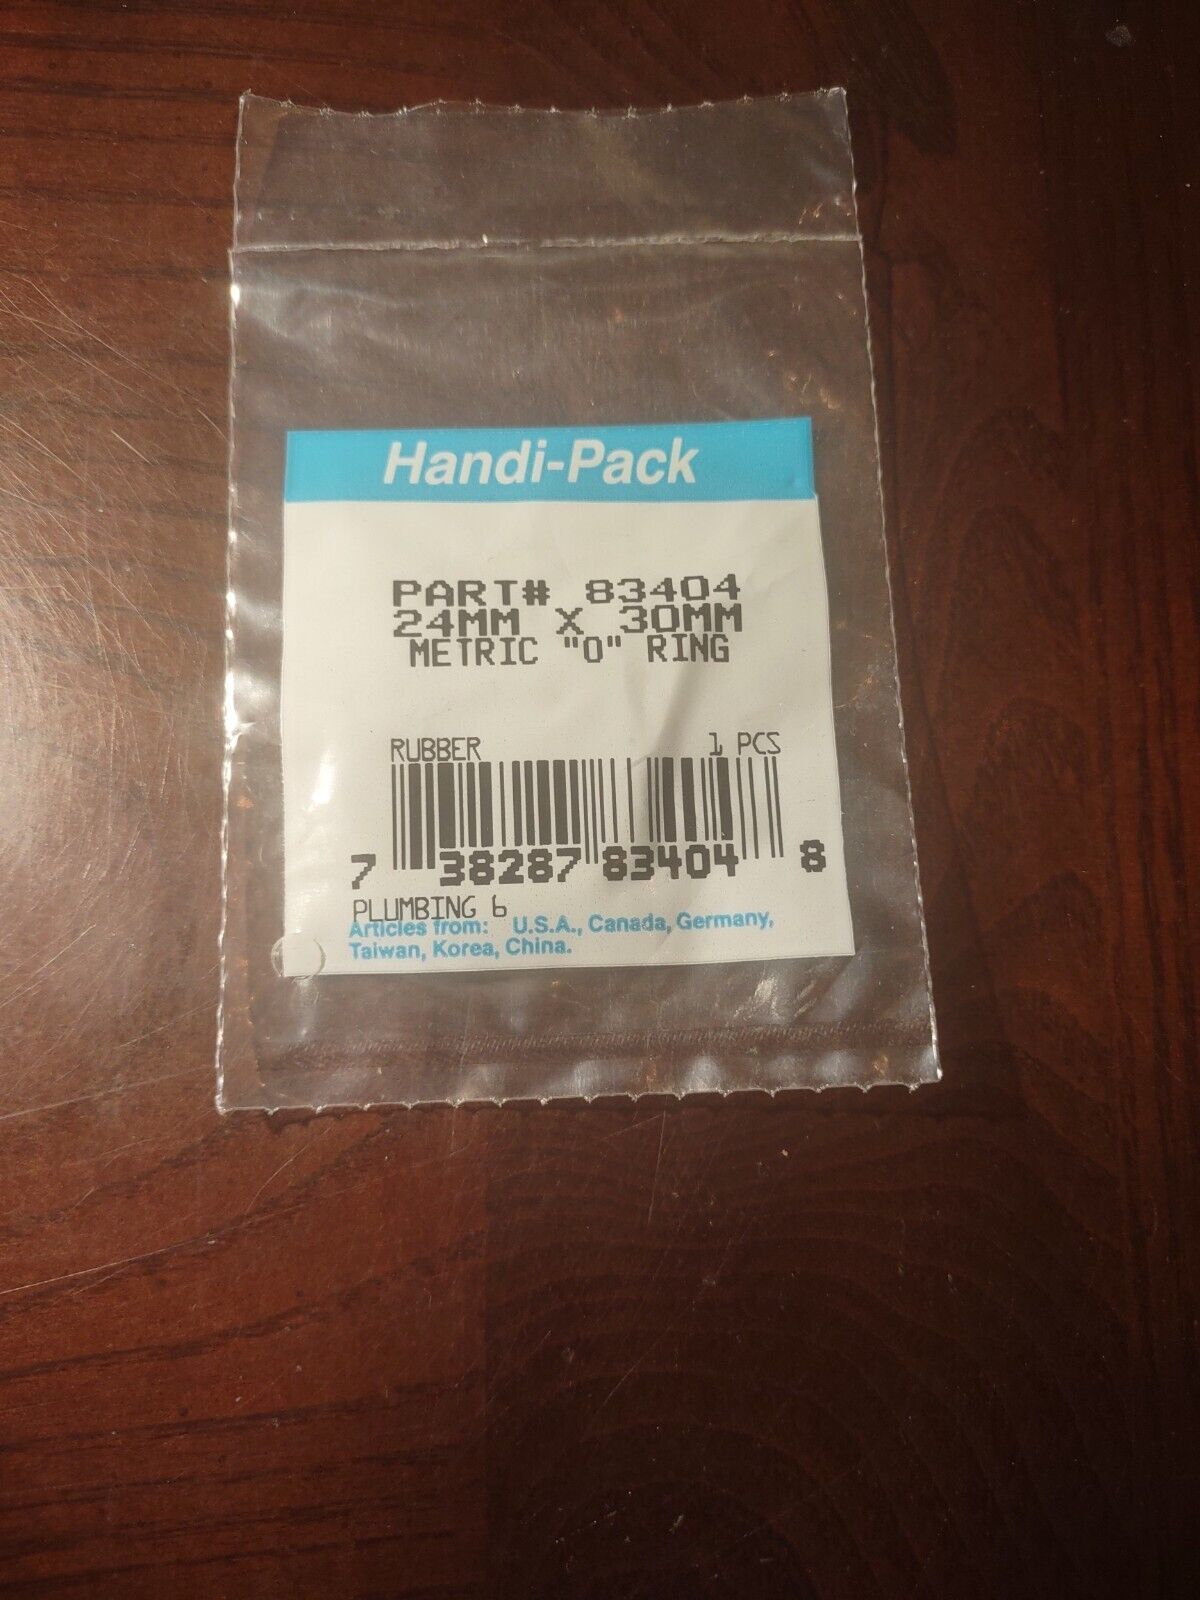 Handi-Pack
PART# 83404
24MM X 30MM
METRIC "O" RING
RUBBER 1 PCS
7 38287 83404 8
PLUMBING 6
Articles from: U.S.A., Canada, Germany,
Taiwan, Korea, China.